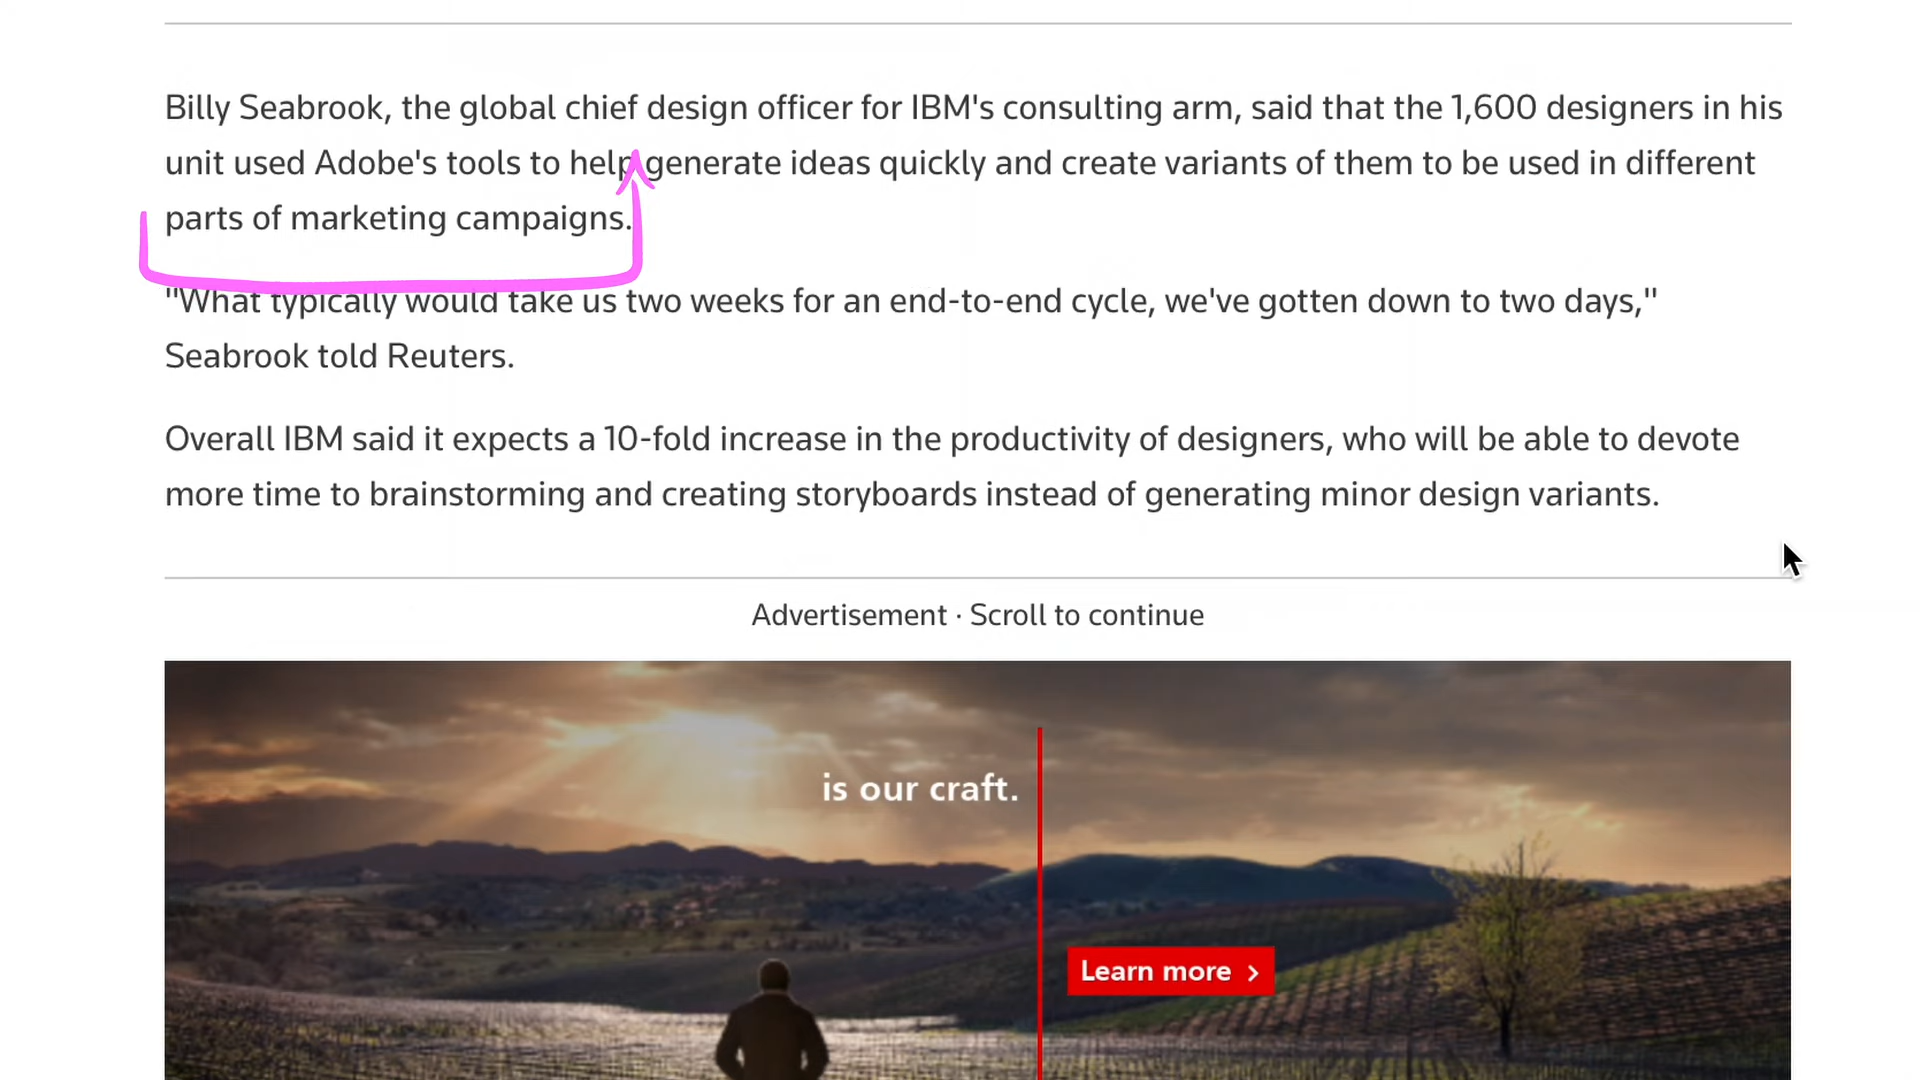 Billy Seabrook, the global chief design officer for IBM's consulting arm, said that the 1,600 designers in his
unit used Adobe's tools to help generate ideas quickly and create variants of them to be used in different
parts of marketing campaigns.
"What typically would take us two weeks for an end-to-end cycle, we've gotten down to two days,"
Seabrook told Reuters.
Overall IBM said it expects a 10-fold increase in the productivity of designers, who will be able to devote
more time to brainstorming and creating storyboards instead of generating minor design variants.
Advertisement · Scroll to continue
is our craft.
Learn more